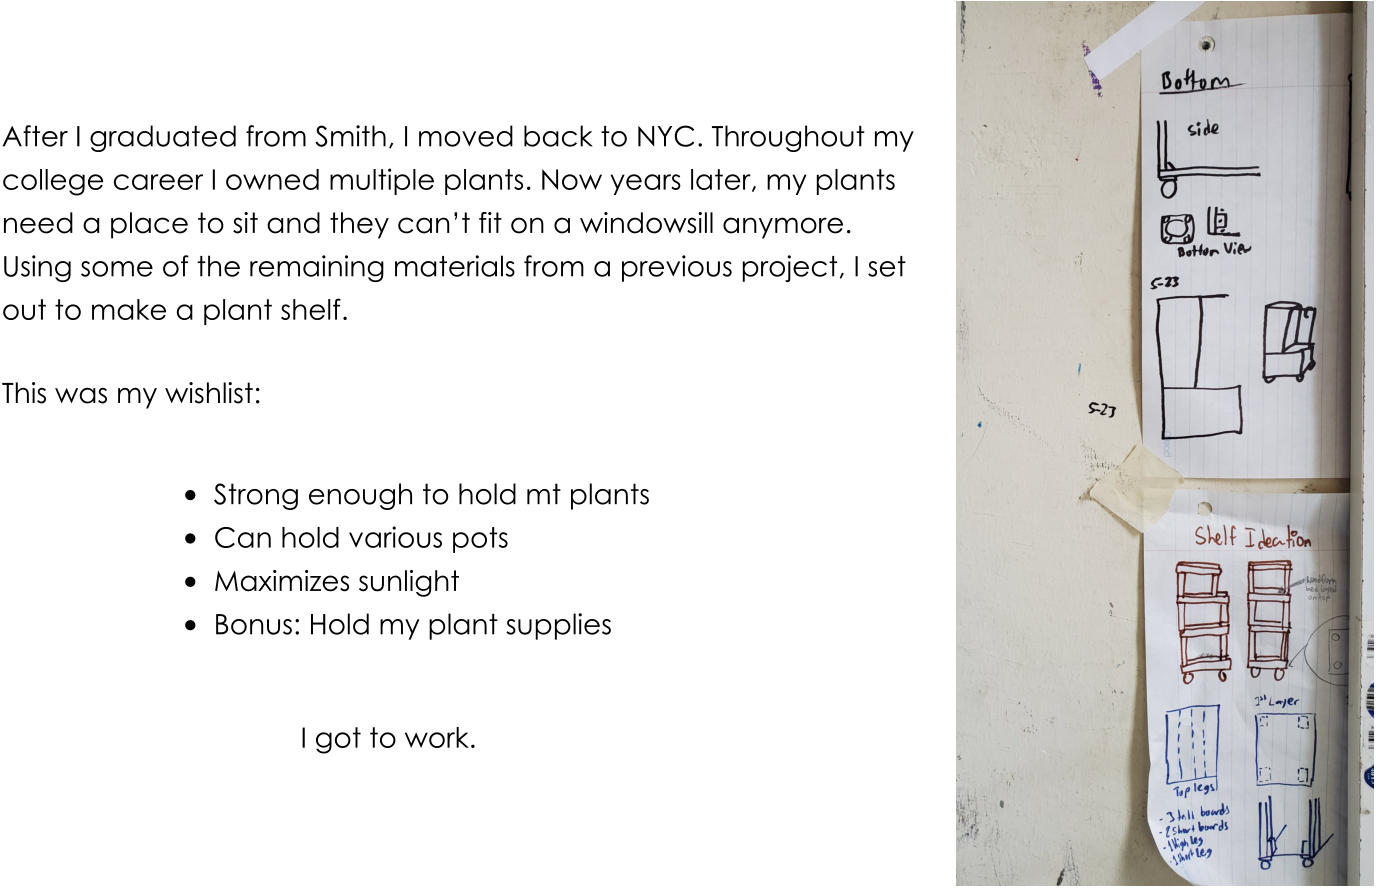 After I graduated from Smith, I moved back to NYC. Throughout my
college career I owned multiple plants. Now years later, my plants
need a place to sit and they can’t fit on a windowsill anymore.
Using some of the remaining materials from a previous project, I set
out to make a plant shelf.
This was my wishlist:
• Strong enough to hold mt plants
• Can hold various pots
• Maximizes sunlight
• Bonus: Hold my plant supplies
I got to work.
Bottom
side
Bottom View
5-23
5-23
Shelf Ideation
on top
1st Layer
Top legs
- 3 tall boards
- 2 Short boards
- 1 High leg
- 1 Short leg